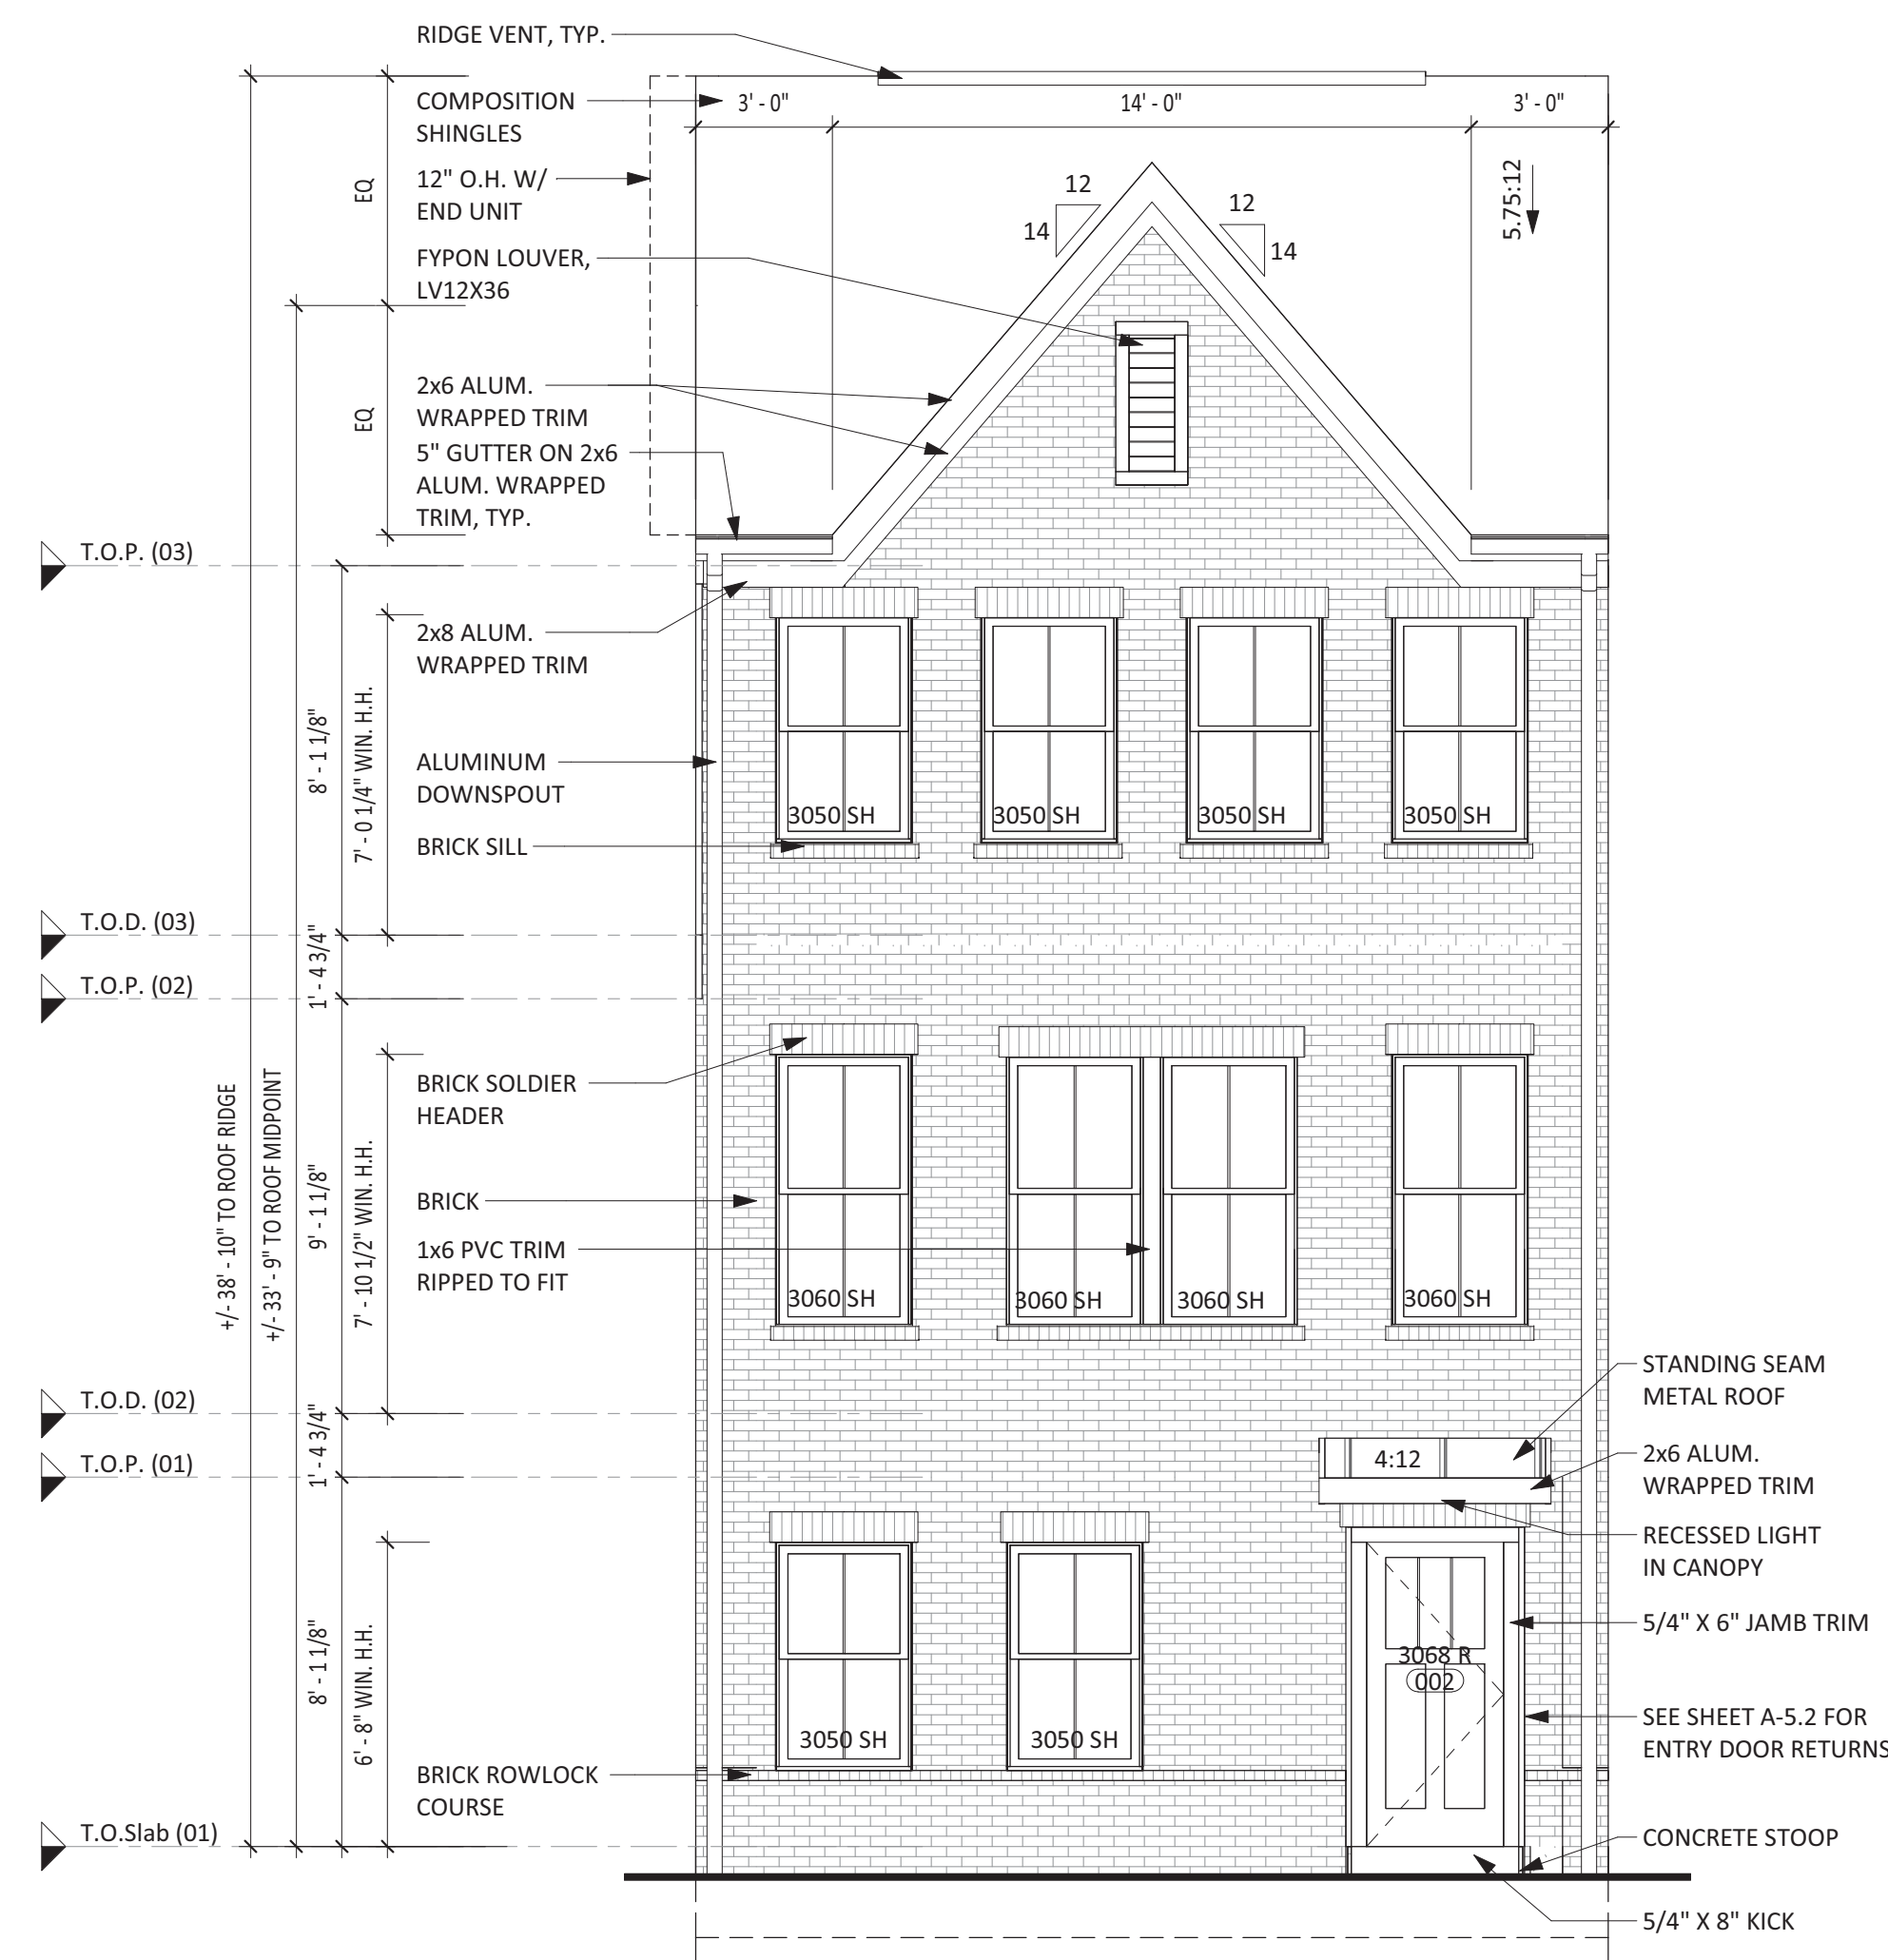 RIDGE VENT, TYP.
COMPOSITION
SHINGLES
3' - 0"
14' - 0"
3' - 0"
12" O.H. W/
END UNIT
EQ
12
14
12
14
5.75:12
FYPON LOUVER,
LV12X36
2x6 ALUM.
WRAPPED TRIM
EQ
5" GUTTER ON 2x6
ALUM. WRAPPED
TRIM, TYP.
T.O.P. (03)
2x8 ALUM.
WRAPPED TRIM
8' - 1 1/8"
7' - 0 1/4" WIN. H.H.
ALUMINUM
DOWNSPOUT
3050 SH
3050 SH
3050 SH
3050 SH
BRICK SILL
T.O.D. (03)
1' - 4 3/4"
T.O.P. (02)
BRICK SOLDIER
HEADER
+/- 38' - 10" TO ROOF RIDGE
+/- 33' - 9" TO ROOF MIDPOINT
9' - 1 1/8"
7' - 10 1/2" WIN. H.H.
BRICK
1x6 PVC TRIM
RIPPED TO FIT
3060 SH
3060 SH
3060 SH
3060 SH
T.O.D. (02)
1' - 4 3/4"
T.O.P. (01)
STANDING SEAM
METAL ROOF
4:12
2x6 ALUM.
WRAPPED TRIM
RECESSED LIGHT
IN CANOPY
5/4" X 6" JAMB TRIM
8' - 1 1/8"
6' - 8" WIN. H.H.
3068 R
002
3050 SH
3050 SH
SEE SHEET A-5.2 FOR
ENTRY DOOR RETURNS
BRICK ROWLOCK
COURSE
T.O.Slab (01)
CONCRETE STOOP
5/4" X 8" KICK